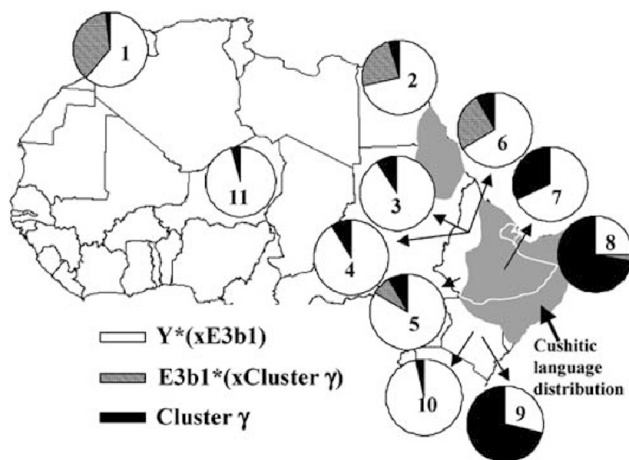 1
2
6
11
3
7
8
4
5
Y*(xE3b1)
E3b1*(xCluster γ)
Cluster γ
Cushitic
language
distribution
10
9